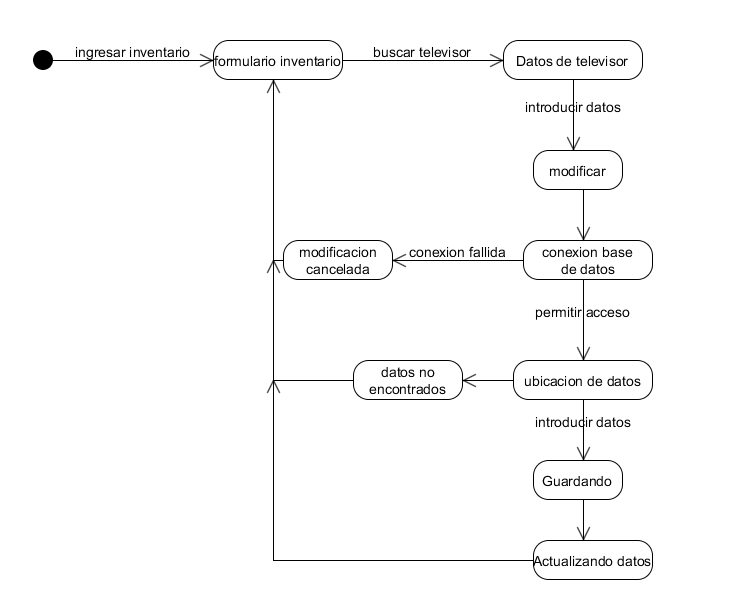 ingresar inventario
formulario inventario
buscar televisor
Datos de televisor
introducir datos
modificar
modificacion
cancelada
conexion fallida
conexion base
de datos
permitir acceso
datos no
encontrados
ubicacion de datos
introducir datos
Guardando
Actualizando datos